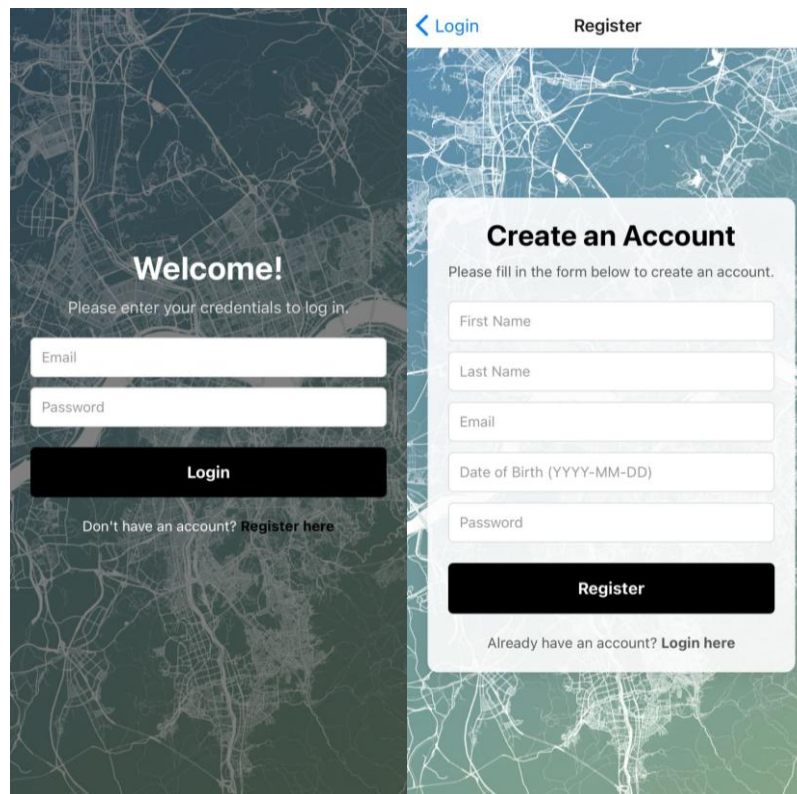 Welcome!
Please enter your credentials to log in.
Email
Password
Login
Don't have an account? Register here
Login
Register
Create an Account
Please fill in the form below to create an account.
First Name
Last Name
Email
Date of Birth (YYYY-MM-DD)
Password
Register
Already have an account? Login here